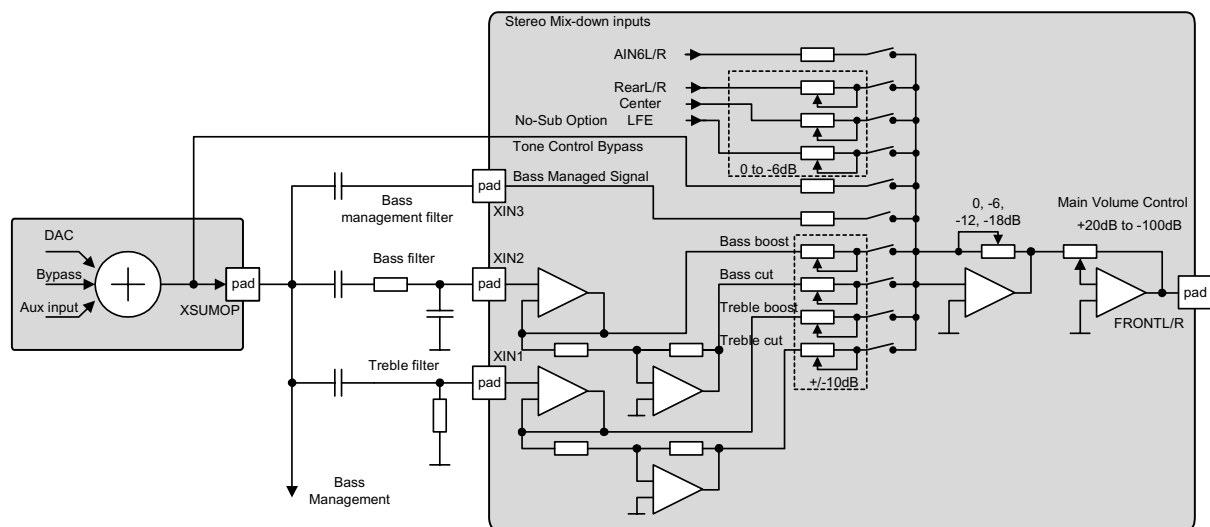 Stereo Mix-down inputs
AIN6L/R
RearL/R
Center
No-Sub Option LFE
Tone Control Bypass
0 to -6dB
pad
Bass Managed Signal
XIN3
Bass
management filter
0, -6,
-12, -18dB
Main Volume Control
+20dB to -100dB
DAC
Bypass
Aux input
XSUMOP
pad
Bass filter
XIN2
pad
Bass boost
Bass cut
Treble boost
Treble cut
+/-10dB
pad
FRONTL/R
Treble filter
XIN1
pad
Bass
Management